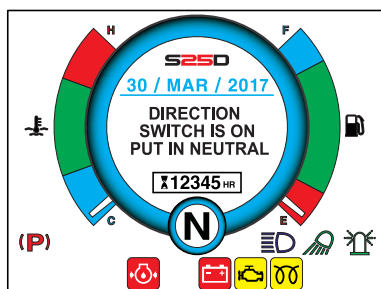 H
F
S25D
30 / MAR / 2017
DIRECTION
SWITCH IS ON
PUT IN NEUTRAL
12345 HR
C
E
N
(P)